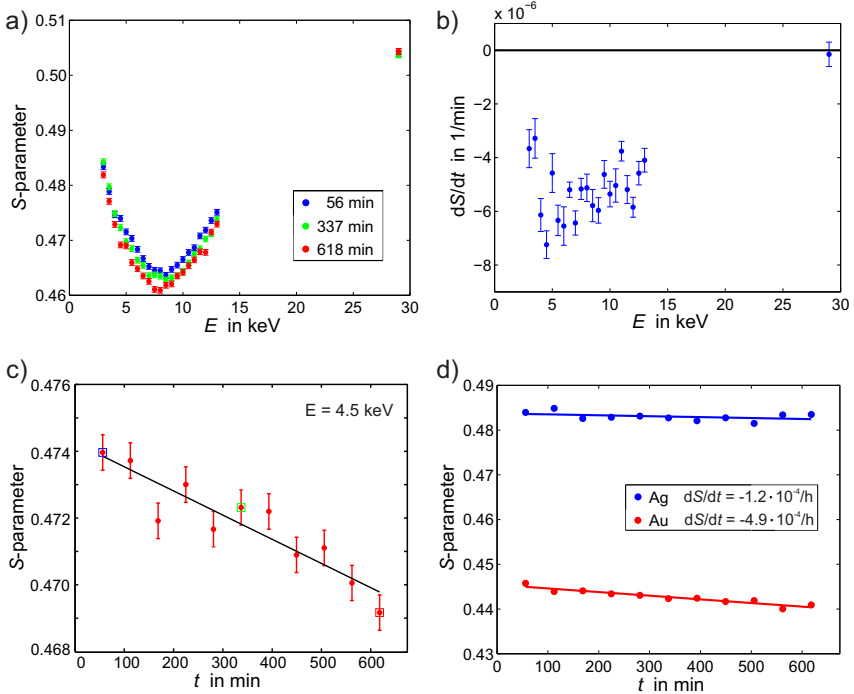 a)
0.51
0.50
0.49
0.48
0.47
0.46
S-parameter
56 min
337 min
618 min
0 5 10 15 20 25 30
E in keV
b)
× 10⁻⁶
0
−2
−4
−6
−8
dS/dt in 1/min
0 5 10 15 20 25 30
E in keV
c)
0.476
0.474
0.472
0.470
0.468
S-parameter
E = 4.5 keV
0 100 200 300 400 500 600
t in min
d)
0.49
0.48
0.47
0.46
0.45
0.44
0.43
S-parameter
Ag dS/dt = -1.2·10⁻⁴/h
Au dS/dt = -4.9·10⁻⁴/h
0 100 200 300 400 500 600
t in min